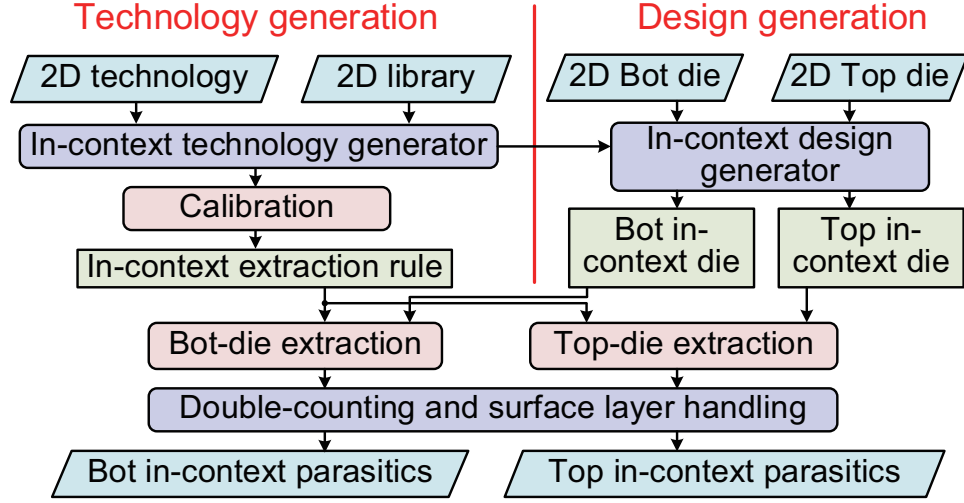 Technology generation
Design generation
2D technology
2D library
2D Bot die
2D Top die
In-context technology generator
In-context design
generator
Calibration
Bot in-
context die
Top in-
context die
In-context extraction rule
Bot-die extraction
Top-die extraction
Double-counting and surface layer handling
Bot in-context parasitics
Top in-context parasitics